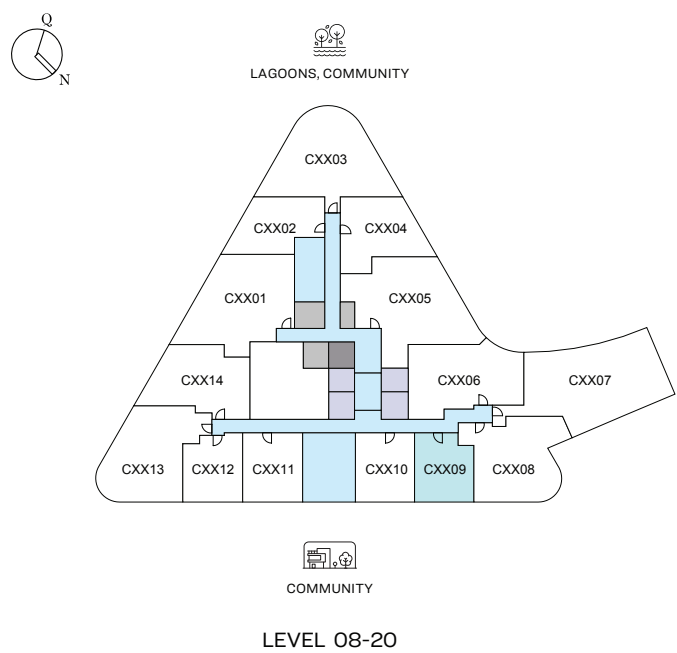 Q
N
LAGOONS, COMMUNITY
CXX03
CXX02
CXX04
CXX01
CXX05
CXX14
CXX06
CXX07
CXX13
CXX12
CXX11
CXX10
CXX09
CXX08
COMMUNITY
LEVEL 08-20